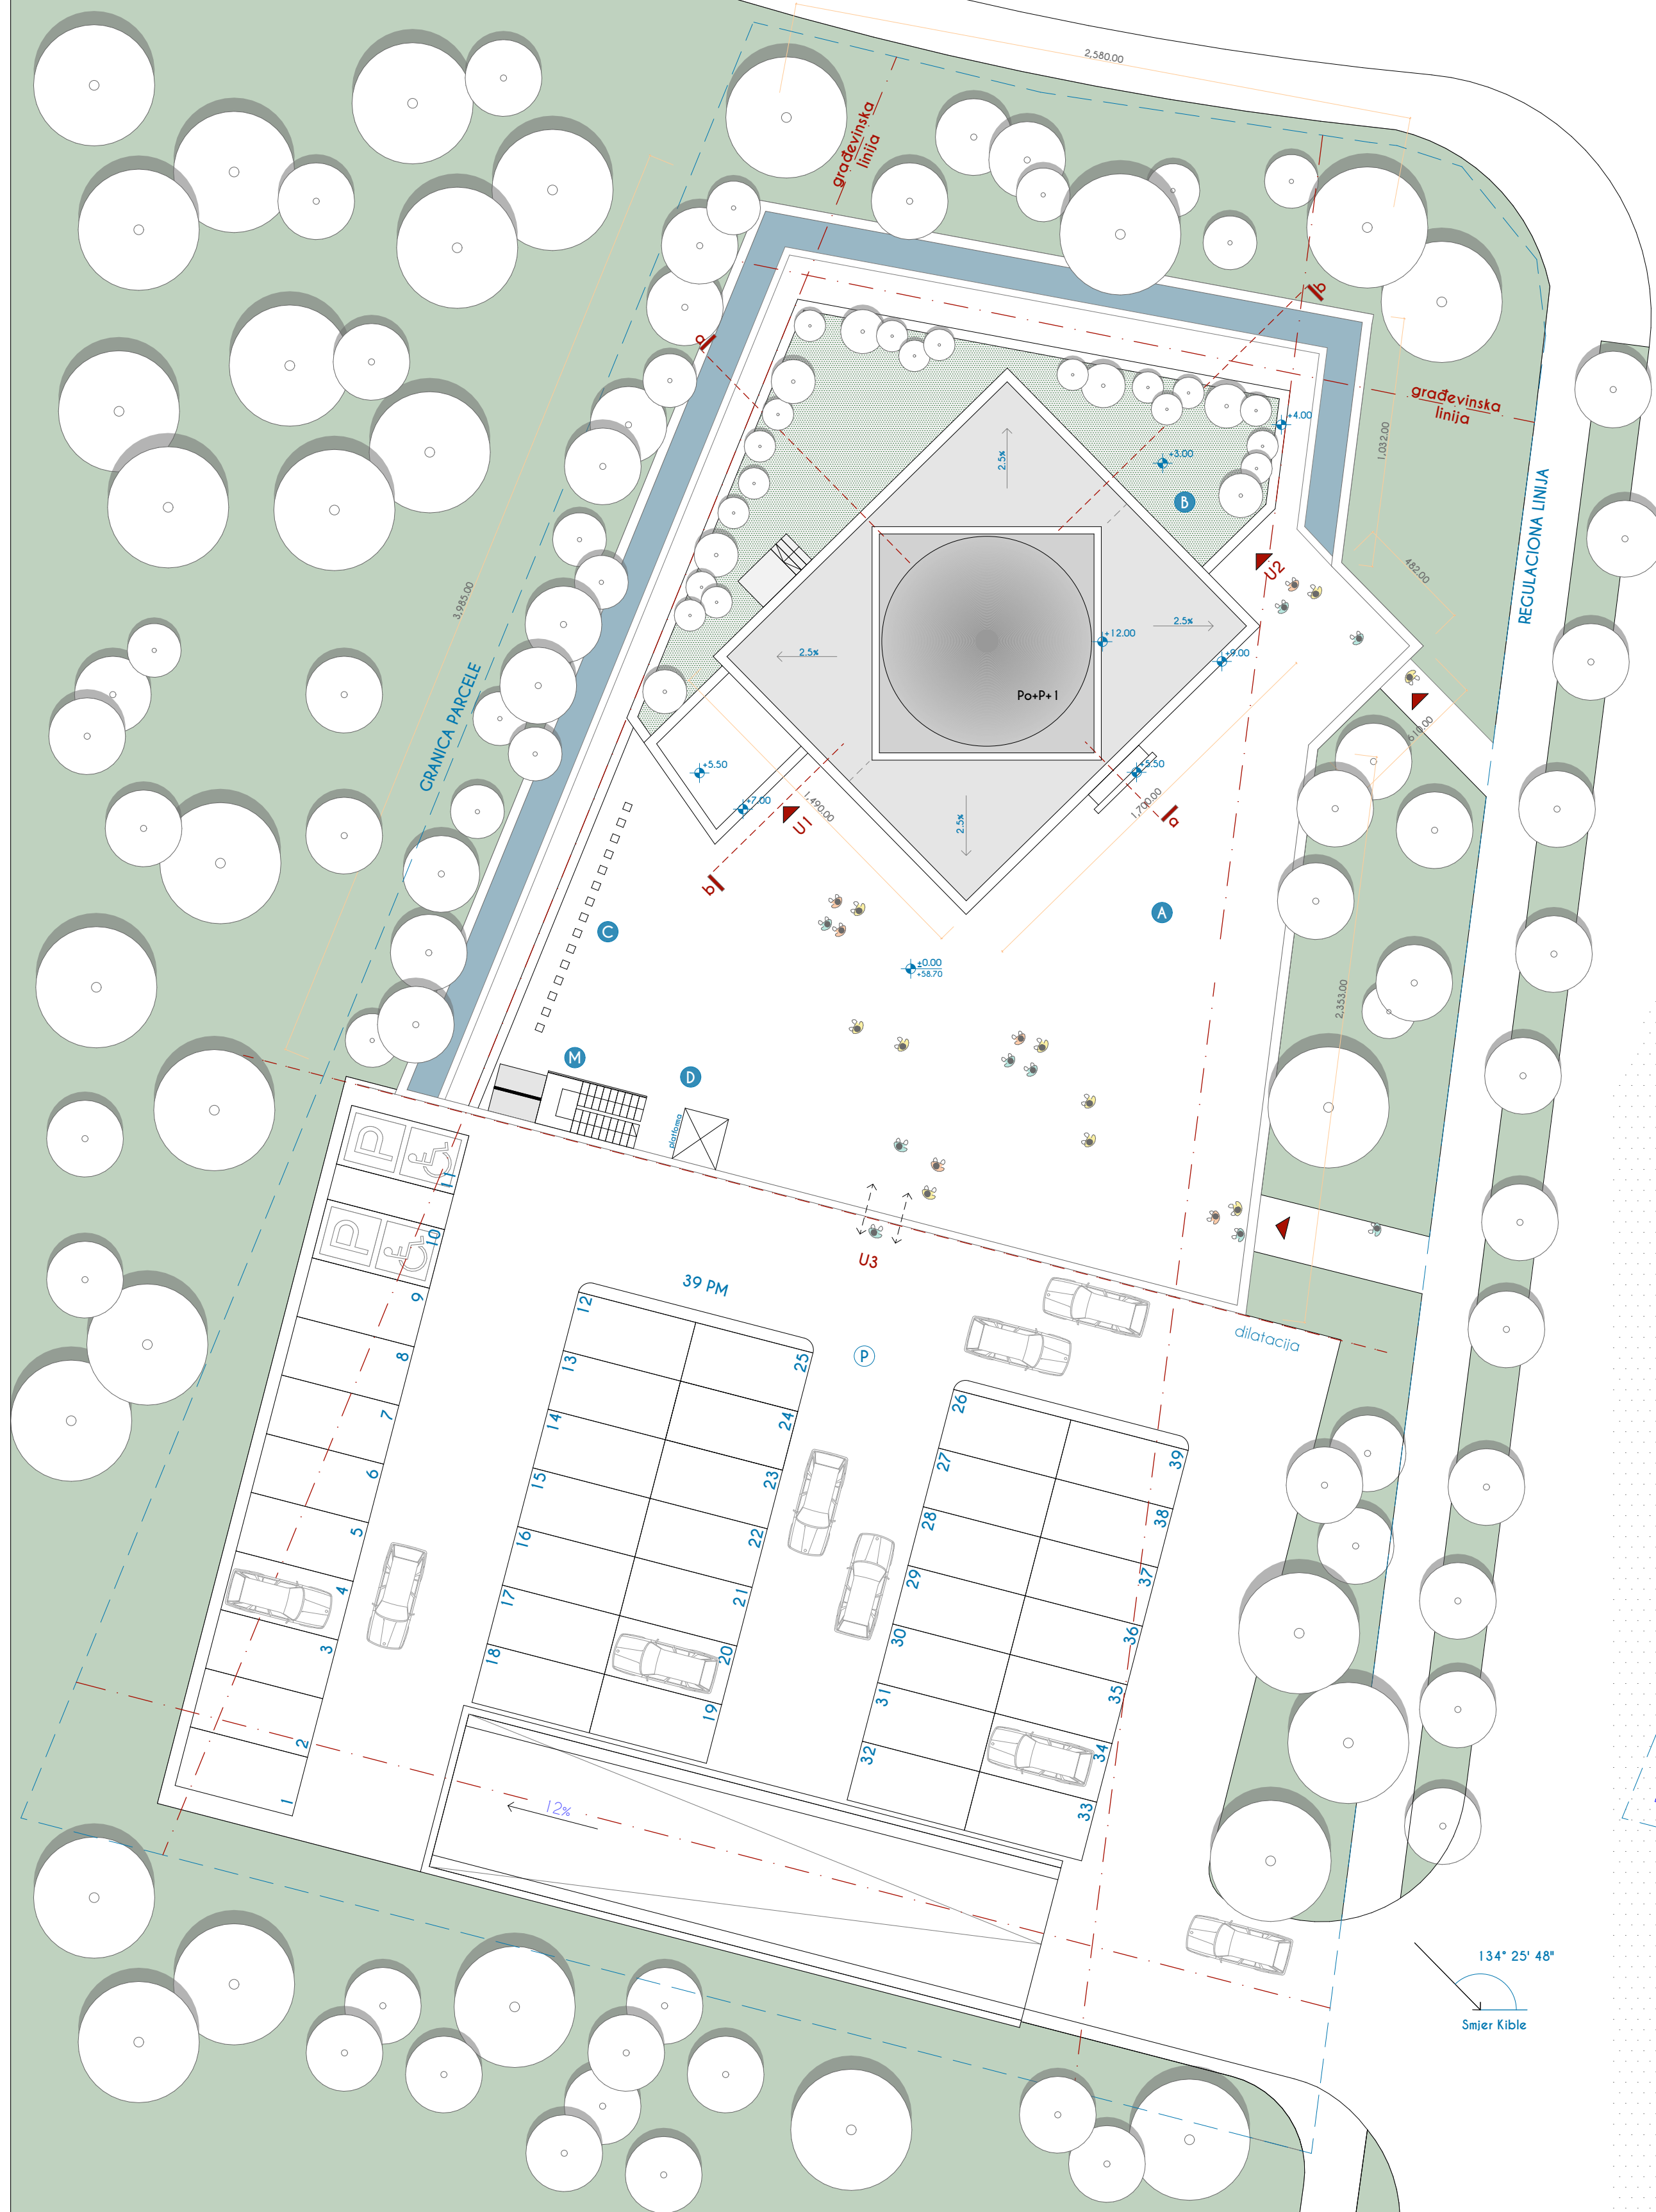 2,580.00
građevinska
linija
a
b
građevinska
linija
+4.00
1,032.00
2.5%
+3.00
B
REGULACIONA LINIJA
482.00
U2
3,985.00
2.5%
2.5%
+12.00
+9.00
Po+P+1
GRANICA PARCELE
610.00
+5.50
+5.50
+7.00
1,490.00
1,700.00
U1
2.5%
a
b
A
C
±0.00
+58.70
2,353.00
M
D
platforma
P
11
P
10
U3
39 PM
dilatacija
P
9
12
8
13
25
7
14
24
26
6
15
23
27
39
5
16
22
28
38
4
17
21
29
37
3
18
20
30
36
2
19
31
35
1
32
34
33
12%
134° 25' 48"
Smjer Kible